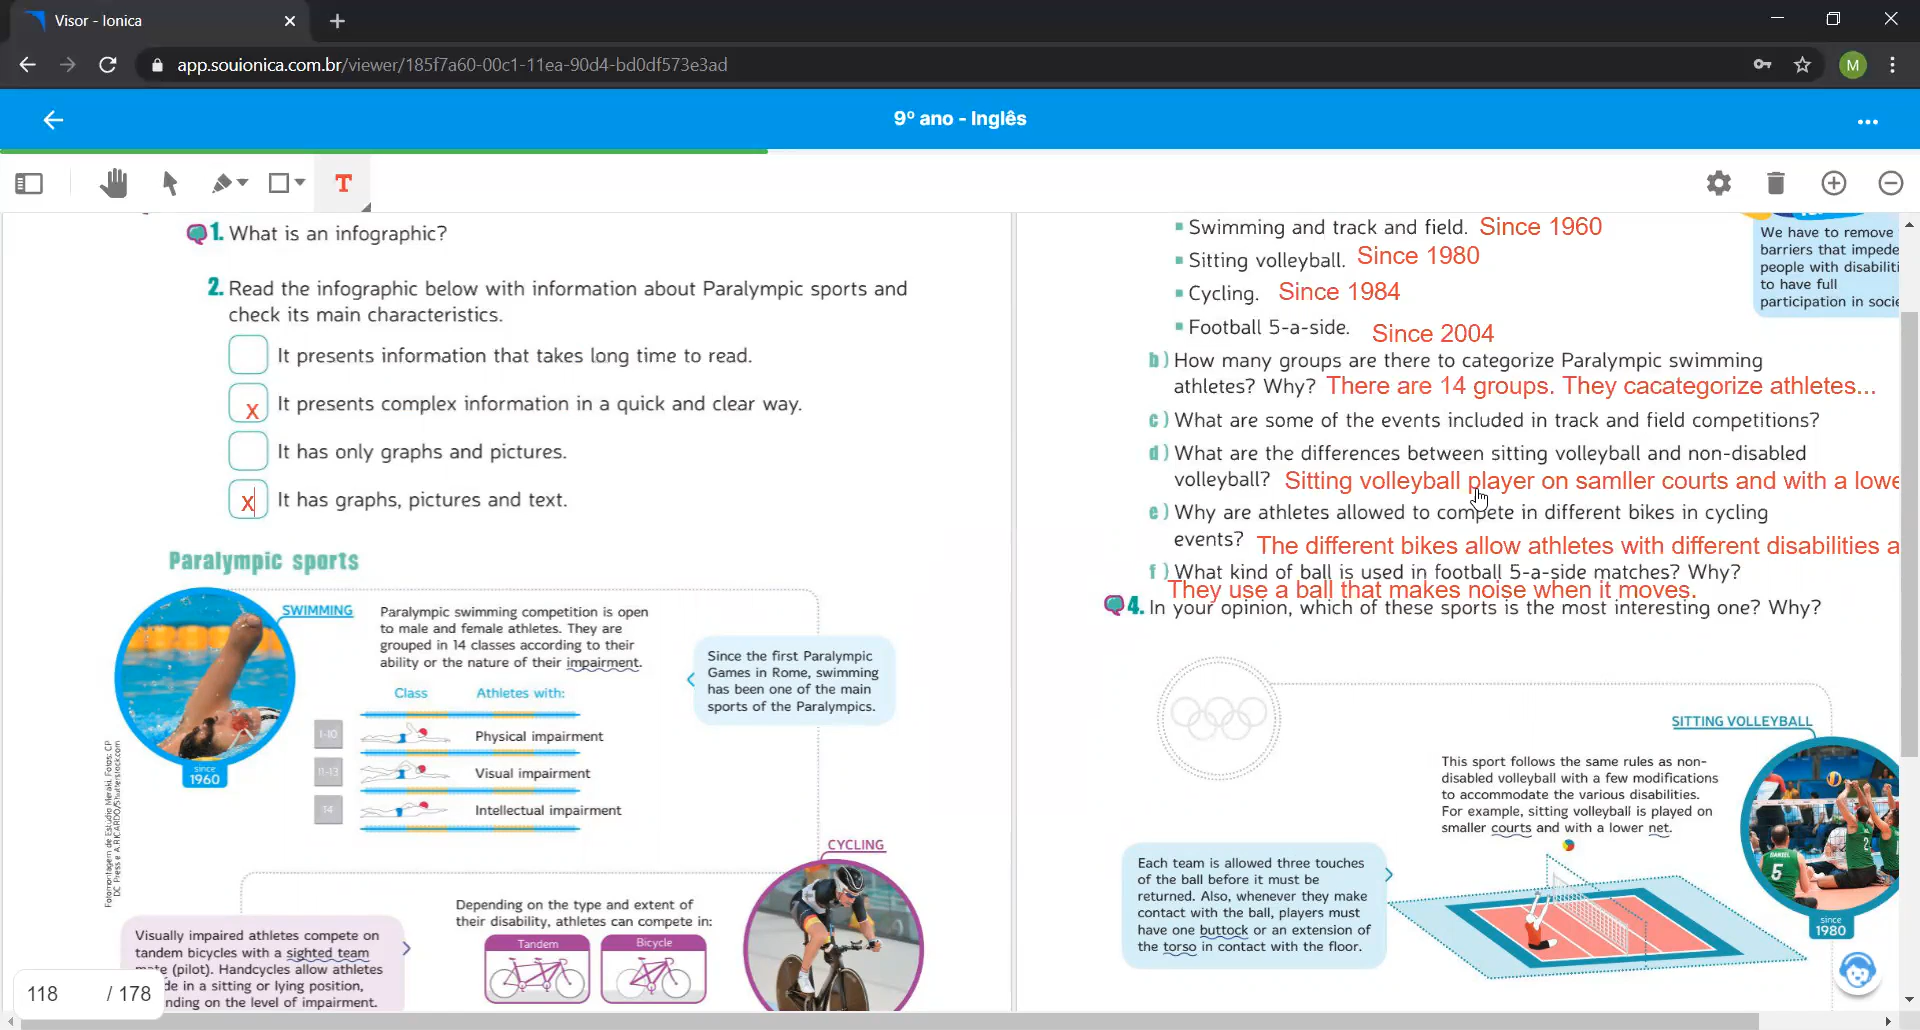 Visor - Ionica
app.souionica.com.br/viewer/185f7a60-00c1-11ea-90d4-bd0df573e3ad
M
9º ano - Inglês
T
1. What is an infographic?
2. Read the infographic below with information about Paralympic sports and
check its main characteristics.
It presents information that takes long time to read.
x It presents complex information in a quick and clear way.
It has only graphs and pictures.
x It has graphs, pictures and text.
Paralympic sports
SWIMMING
Paralympic swimming competition is open
to male and female athletes. They are
grouped in 14 classes according to their
ability or the nature of their impairment.
Since the first Paralympic
Games in Rome, swimming
has been one of the main
sports of the Paralympics.
Class Athletes with:
1-10 Physical impairment
11-13 Visual impairment
14 Intellectual impairment
since
1960
Fotomontagem de Estúdio Meraki. Fotos: CP
DC Press e A.RICARDO/Shutterstock.com
CYCLING
Depending on the type and extent of
their disability, athletes can compete in:
Tandem Bicycle
Visually impaired athletes compete on
tandem bicycles with a sighted team
mate (pilot). Handcycles allow athletes
de in a sitting or lying position,
nding on the level of impairment.
118 / 178
Swimming and track and field. Since 1960
Sitting volleyball. Since 1980
Cycling. Since 1984
Football 5-a-side. Since 2004
b) How many groups are there to categorize Paralympic swimming
athletes? Why? There are 14 groups. They cacategorize athletes...
c) What are some of the events included in track and field competitions?
d) What are the differences between sitting volleyball and non-disabled
volleyball? Sitting volleyball player on samller courts and with a lowe
e) Why are athletes allowed to compete in different bikes in cycling
events? The different bikes allow athletes with different disabilities a
f) What kind of ball is used in football 5-a-side matches? Why?
They use a ball that makes noise when it moves.
4. In your opinion, which of these sports is the most interesting one? Why?
We have to remove
barriers that impede
people with disabiliti
to have full
participation in socie
SITTING VOLLEYBALL
This sport follows the same rules as non-
disabled volleyball with a few modifications
to accommodate the various disabilities.
For example, sitting volleyball is played on
smaller courts and with a lower net.
Each team is allowed three touches
of the ball before it must be
returned. Also, whenever they make
contact with the ball, players must
have one buttock or an extension of
the torso in contact with the floor.
5
since
1980